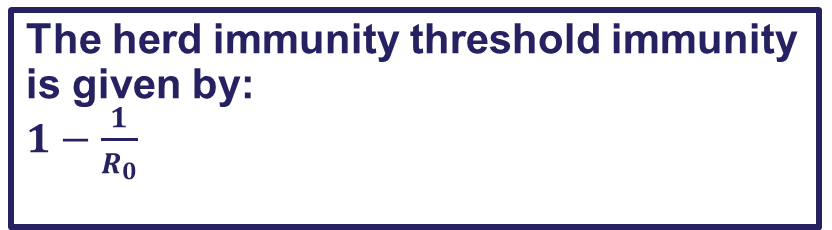 The herd immunity threshold immunity
is given by:
1 − 1/R₀